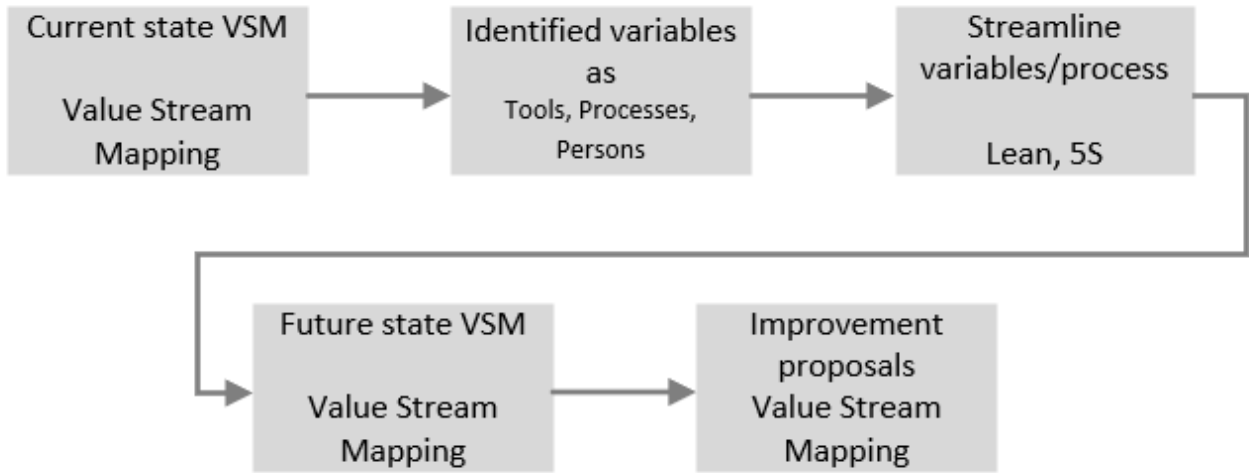 Current state VSM
Value Stream
Mapping
Identified variables
as
Tools, Processes,
Persons
Streamline
variables/process
Lean, 5S
Future state VSM
Value Stream
Mapping
Improvement
proposals
Value Stream
Mapping